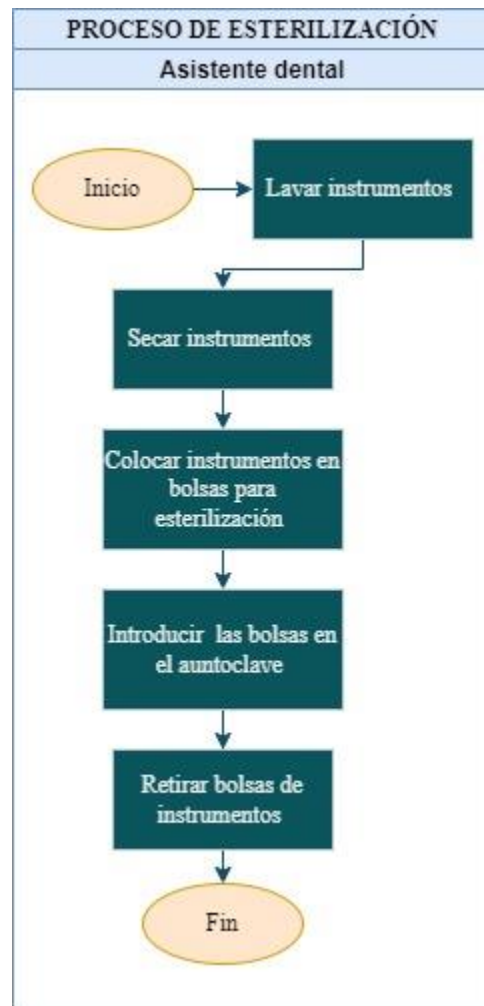 PROCESO DE ESTERILIZACIÓN
Asistente dental
Inicio
Lavar instrumentos
Secar instrumentos
Colocar instrumentos en
bolsas para
esterilización
Introducir las bolsas en
el auntoclave
Retirar bolsas de
instrumentos
Fin